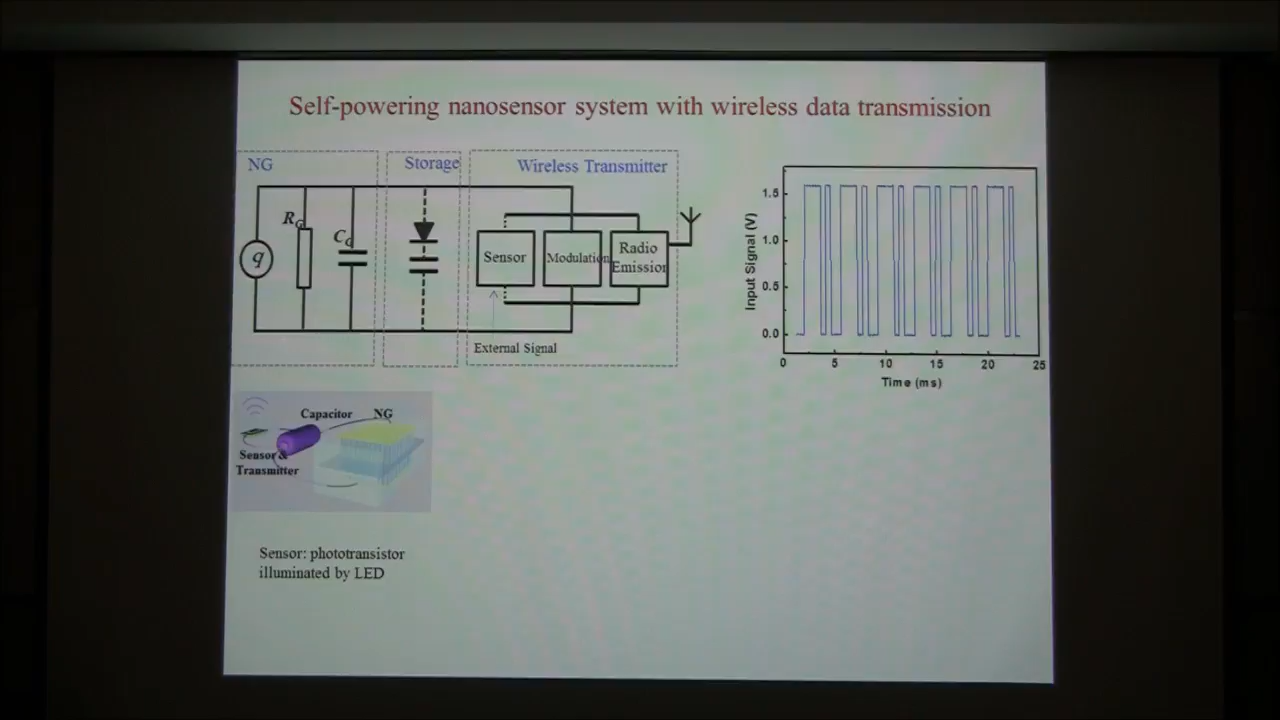 Self-powering nanosensor system with wireless data transmission
NG
Storage
Wireless Transmitter
q
R_G
C_G
Sensor
Modulation
Radio
Emission
External Signal
Input Signal (V)
1.5
1.0
0.5
0.0
0
5
10
15
20
25
Time (ms)
Capacitor
NG
Sensor &
Transmitter
Sensor: phototransistor
illuminated by LED